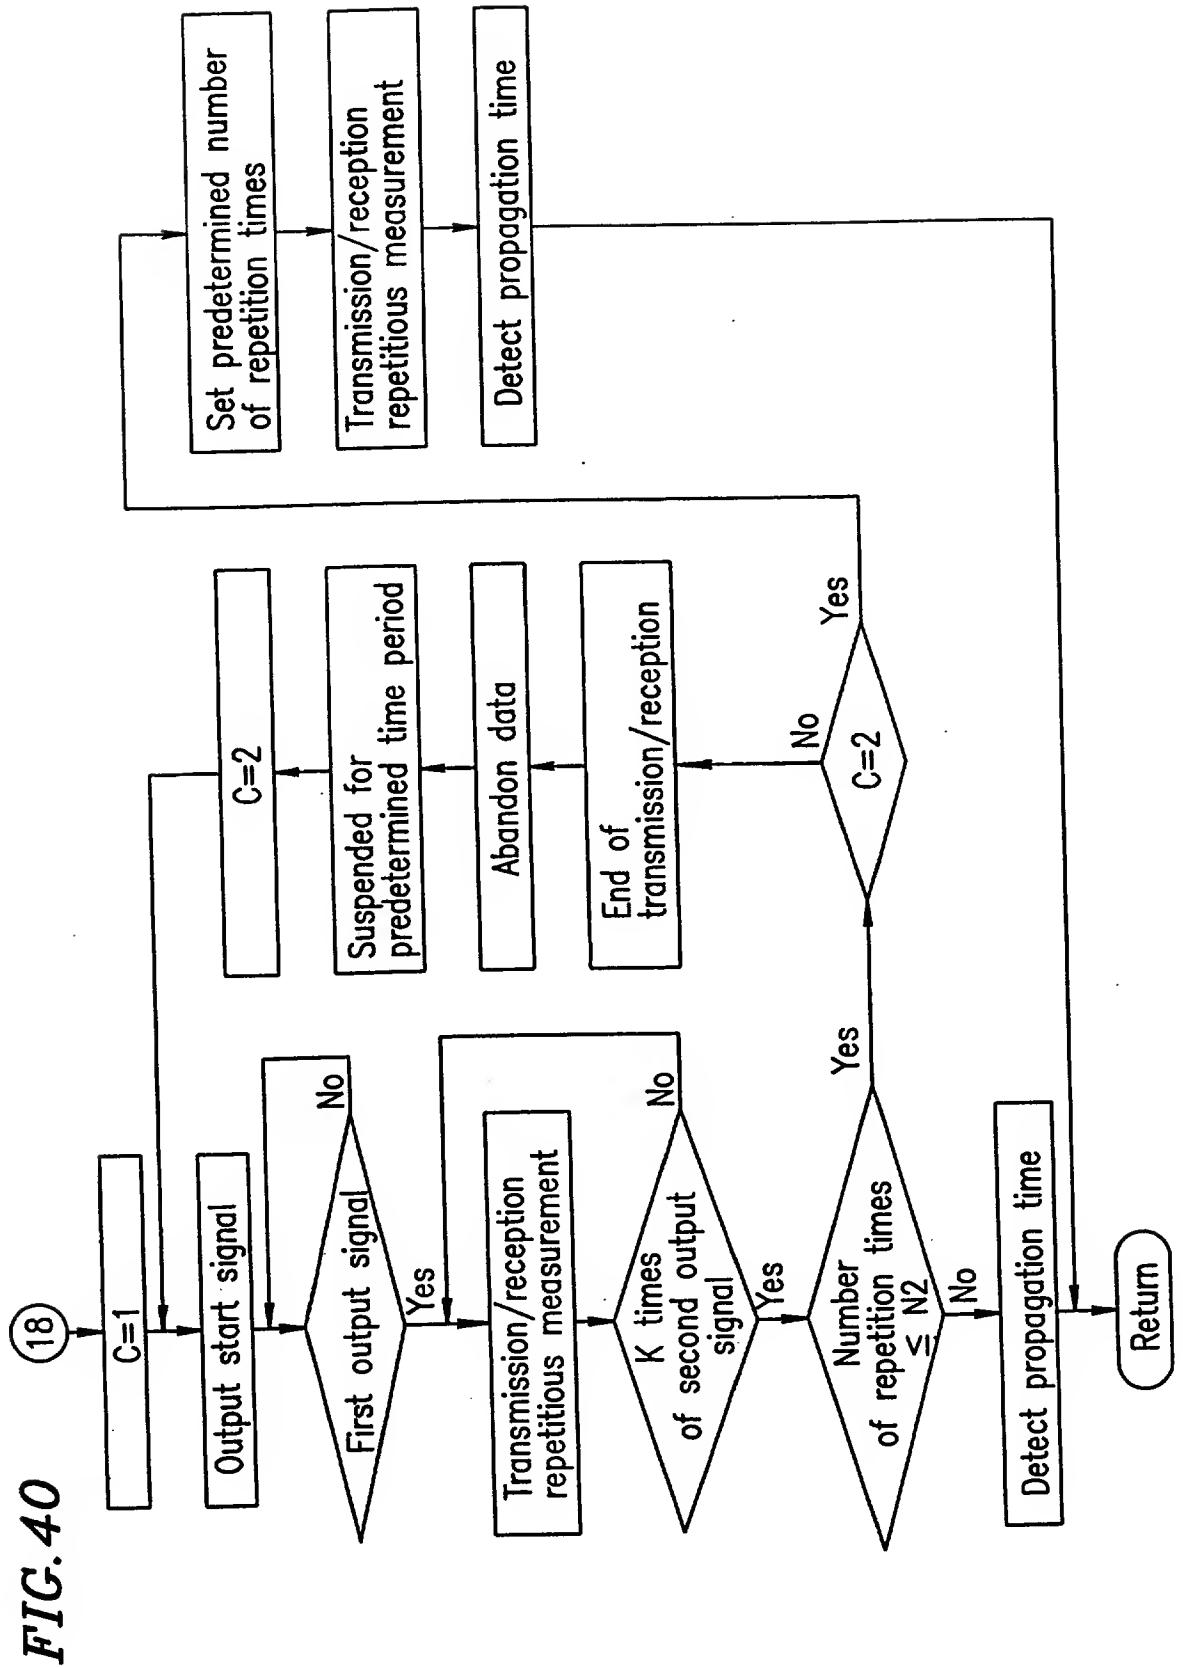 FIG. 40
18
C=1
Output start signal
First output signal
No
Yes
Transmission/reception
repetitious measurement
K times
of second output
signal
No
Yes
Number
of repetition times
≤ N2
Yes
No
Detect propagation time
Return
C=2
No
Yes
End of
transmission/reception
Abandon data
Suspended for
predetermined time period
C=2
Set predetermined number
of repetition times
Transmission/reception
repetitious measurement
Detect propagation time